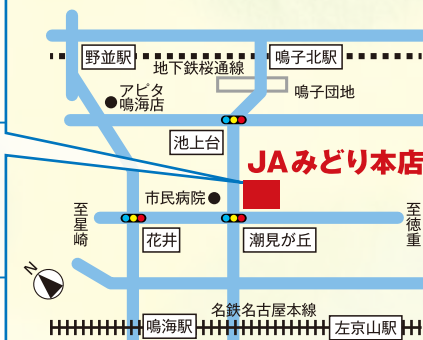 野並駅
鳴子北駅
地下鉄桜通線
アピタ
鳴海店
鳴子団地
池上台
JAみどり本店
市民病院
至星崎
花井
潮見が丘
至徳重
N
名鉄名古屋本線
鳴海駅
左京山駅